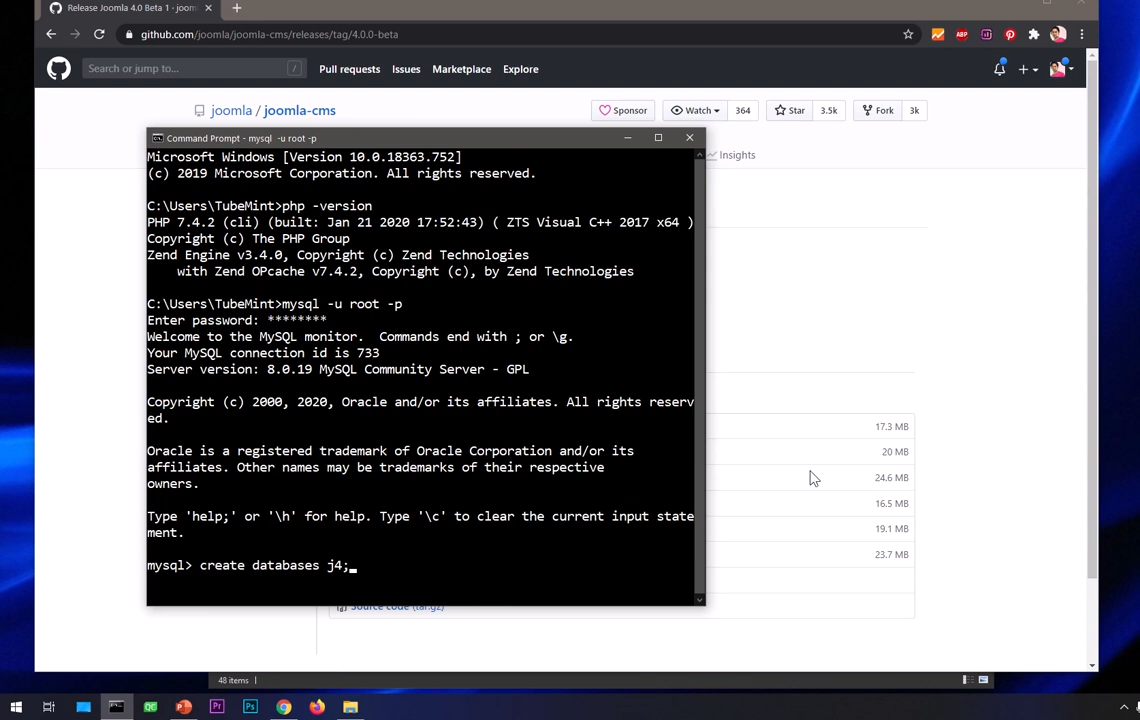 Release Joomla 4.0 Beta 1 · joom
github.com/joomla/joomla-cms/releases/tag/4.0.0-beta
ABP
Search or jump to...
/
Pull requests
Issues
Marketplace
Explore
joomla / joomla-cms
Sponsor
Watch
364
Star
3.5k
Fork
3k
Insights
Command Prompt - mysql  -u root -p
Microsoft Windows [Version 10.0.18363.752]
(c) 2019 Microsoft Corporation. All rights reserved.
C:\Users\TubeMint>php -version
PHP 7.4.2 (cli) (built: Jan 21 2020 17:52:43) ( ZTS Visual C++ 2017 x64 )
Copyright (c) The PHP Group
Zend Engine v3.4.0, Copyright (c) Zend Technologies
with Zend OPcache v7.4.2, Copyright (c), by Zend Technologies
C:\Users\TubeMint>mysql -u root -p
Enter password: ********
Welcome to the MySQL monitor.  Commands end with ; or \g.
Your MySQL connection id is 733
Server version: 8.0.19 MySQL Community Server - GPL
Copyright (c) 2000, 2020, Oracle and/or its affiliates. All rights reserv
ed.
Oracle is a registered trademark of Oracle Corporation and/or its
affiliates. Other names may be trademarks of their respective
owners.
Type 'help;' or '\h' for help. Type '\c' to clear the current input state
ment.
mysql> create databases j4;
17.3 MB
20 MB
24.6 MB
16.5 MB
19.1 MB
23.7 MB
Source code (tar.gz)
48 items
QC
Pr
Ps